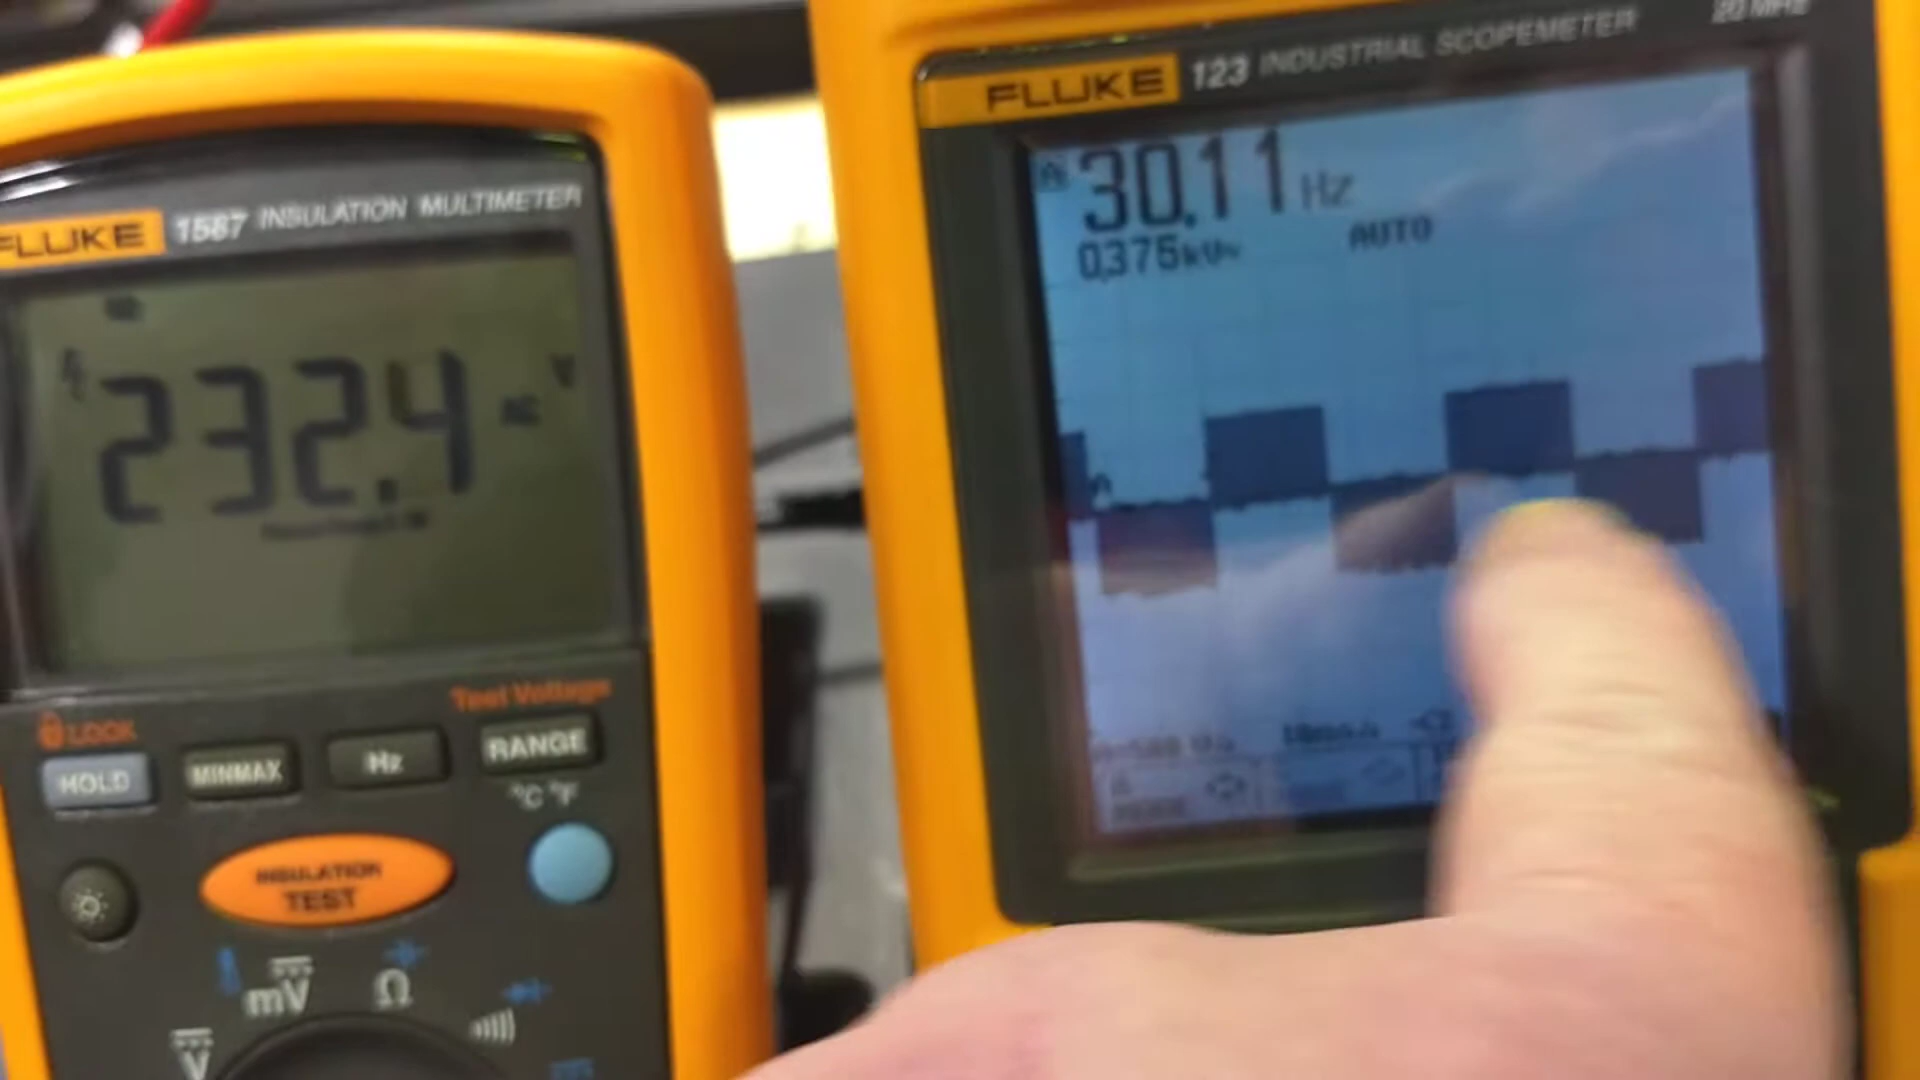 FLUKE 1587 INSULATION MULTIMETER
232.4 V
LOCK
Test Voltage
HOLD
MINMAX
Hz
RANGE
°C °F
INSULATION
TEST
mV
Ω
V
FLUKE 123 INDUSTRIAL SCOPEMETER
20 MHz
A 30.11 Hz
0.375kV~
AUTO
A